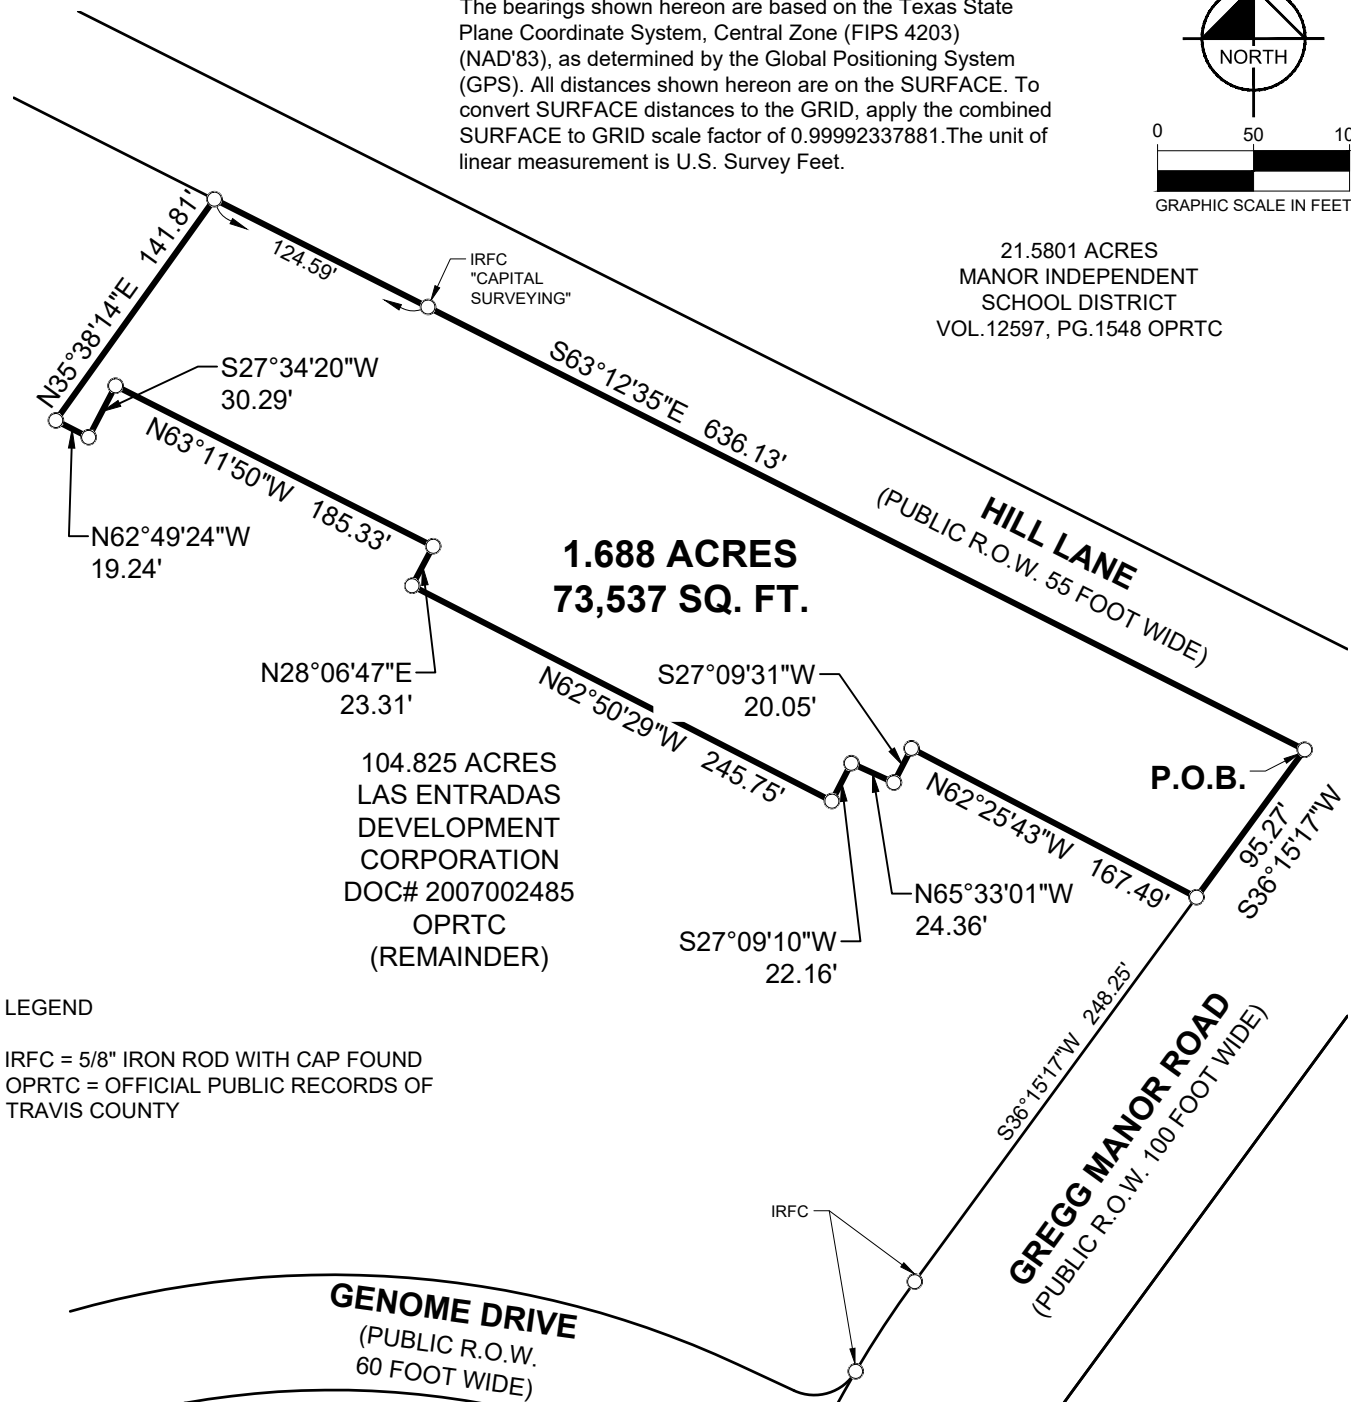 The bearings shown hereon are based on the Texas State
Plane Coordinate System, Central Zone (FIPS 4203)
(NAD'83), as determined by the Global Positioning System
(GPS). All distances shown hereon are on the SURFACE. To
convert SURFACE distances to the GRID, apply the combined
SURFACE to GRID scale factor of 0.99992337881.The unit of
linear measurement is U.S. Survey Feet.
NORTH
0 50 10
GRAPHIC SCALE IN FEET
21.5801 ACRES
MANOR INDEPENDENT
SCHOOL DISTRICT
VOL.12597, PG.1548 OPRTC
N35°38'14"E 141.81'
124.59'
IRFC
"CAPITAL
SURVEYING"
S63°12'35"E 636.13'
S27°34'20"W
30.29'
N63°11'50"W 185.33'
N62°49'24"W
19.24'
HILL LANE
(PUBLIC R.O.W. 55 FOOT WIDE)
1.688 ACRES
73,537 SQ. FT.
N28°06'47"E
23.31'
N62°50'29"W 245.75'
S27°09'31"W
20.05'
P.O.B.
95.27'
S36°15'17"W
N62°25'43"W 167.49'
N65°33'01"W
24.36'
S27°09'10"W
22.16'
104.825 ACRES
LAS ENTRADAS
DEVELOPMENT
CORPORATION
DOC# 2007002485
OPRTC
(REMAINDER)
LEGEND
IRFC = 5/8" IRON ROD WITH CAP FOUND
OPRTC = OFFICIAL PUBLIC RECORDS OF
TRAVIS COUNTY
S36°15'17"W 248.25'
GREGG MANOR ROAD
(PUBLIC R.O.W. 100 FOOT WIDE)
IRFC
GENOME DRIVE
(PUBLIC R.O.W.
60 FOOT WIDE)